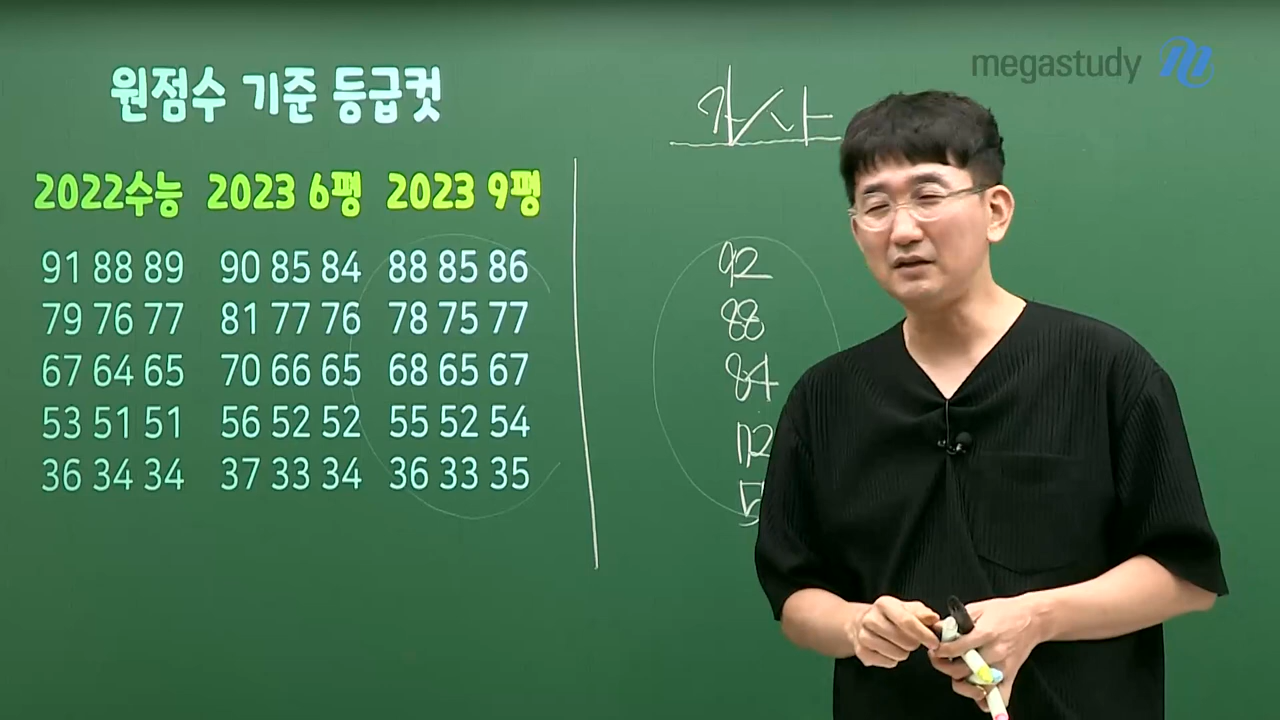 원점수 기준 등급컷
2022수능 2023 6평 2023 9평
91 88 89 90 85 84 88 85 86
79 76 77 81 77 76 78 75 77
67 64 65 70 66 65 68 65 67
53 51 51 56 52 52 55 52 54
36 34 34 37 33 34 36 33 35
92
88
84
megastudy